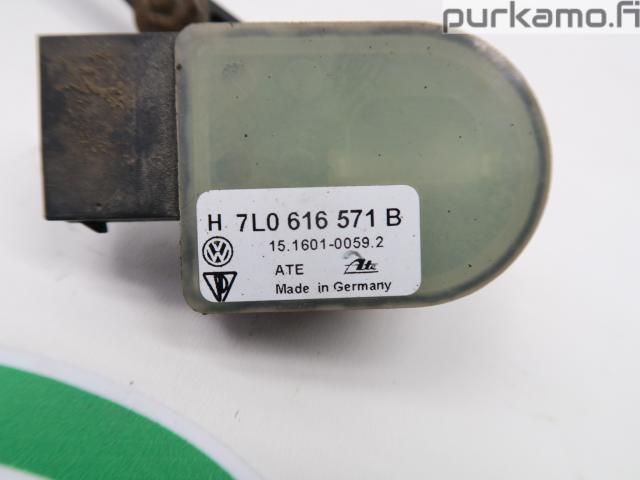 purkamo.fi
H 7L0 616 571 B
15.1601-0059.2
ATE Ate
Made in Germany